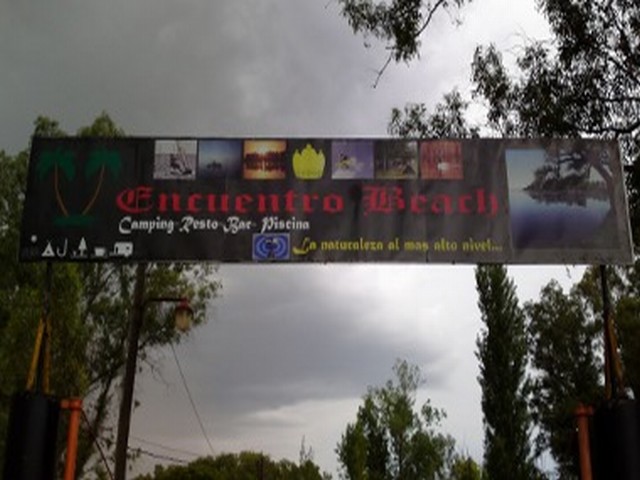 Encuentro Beach
Camping-Resto-Bar-Piscina
La naturaleza al mas alto nivel...